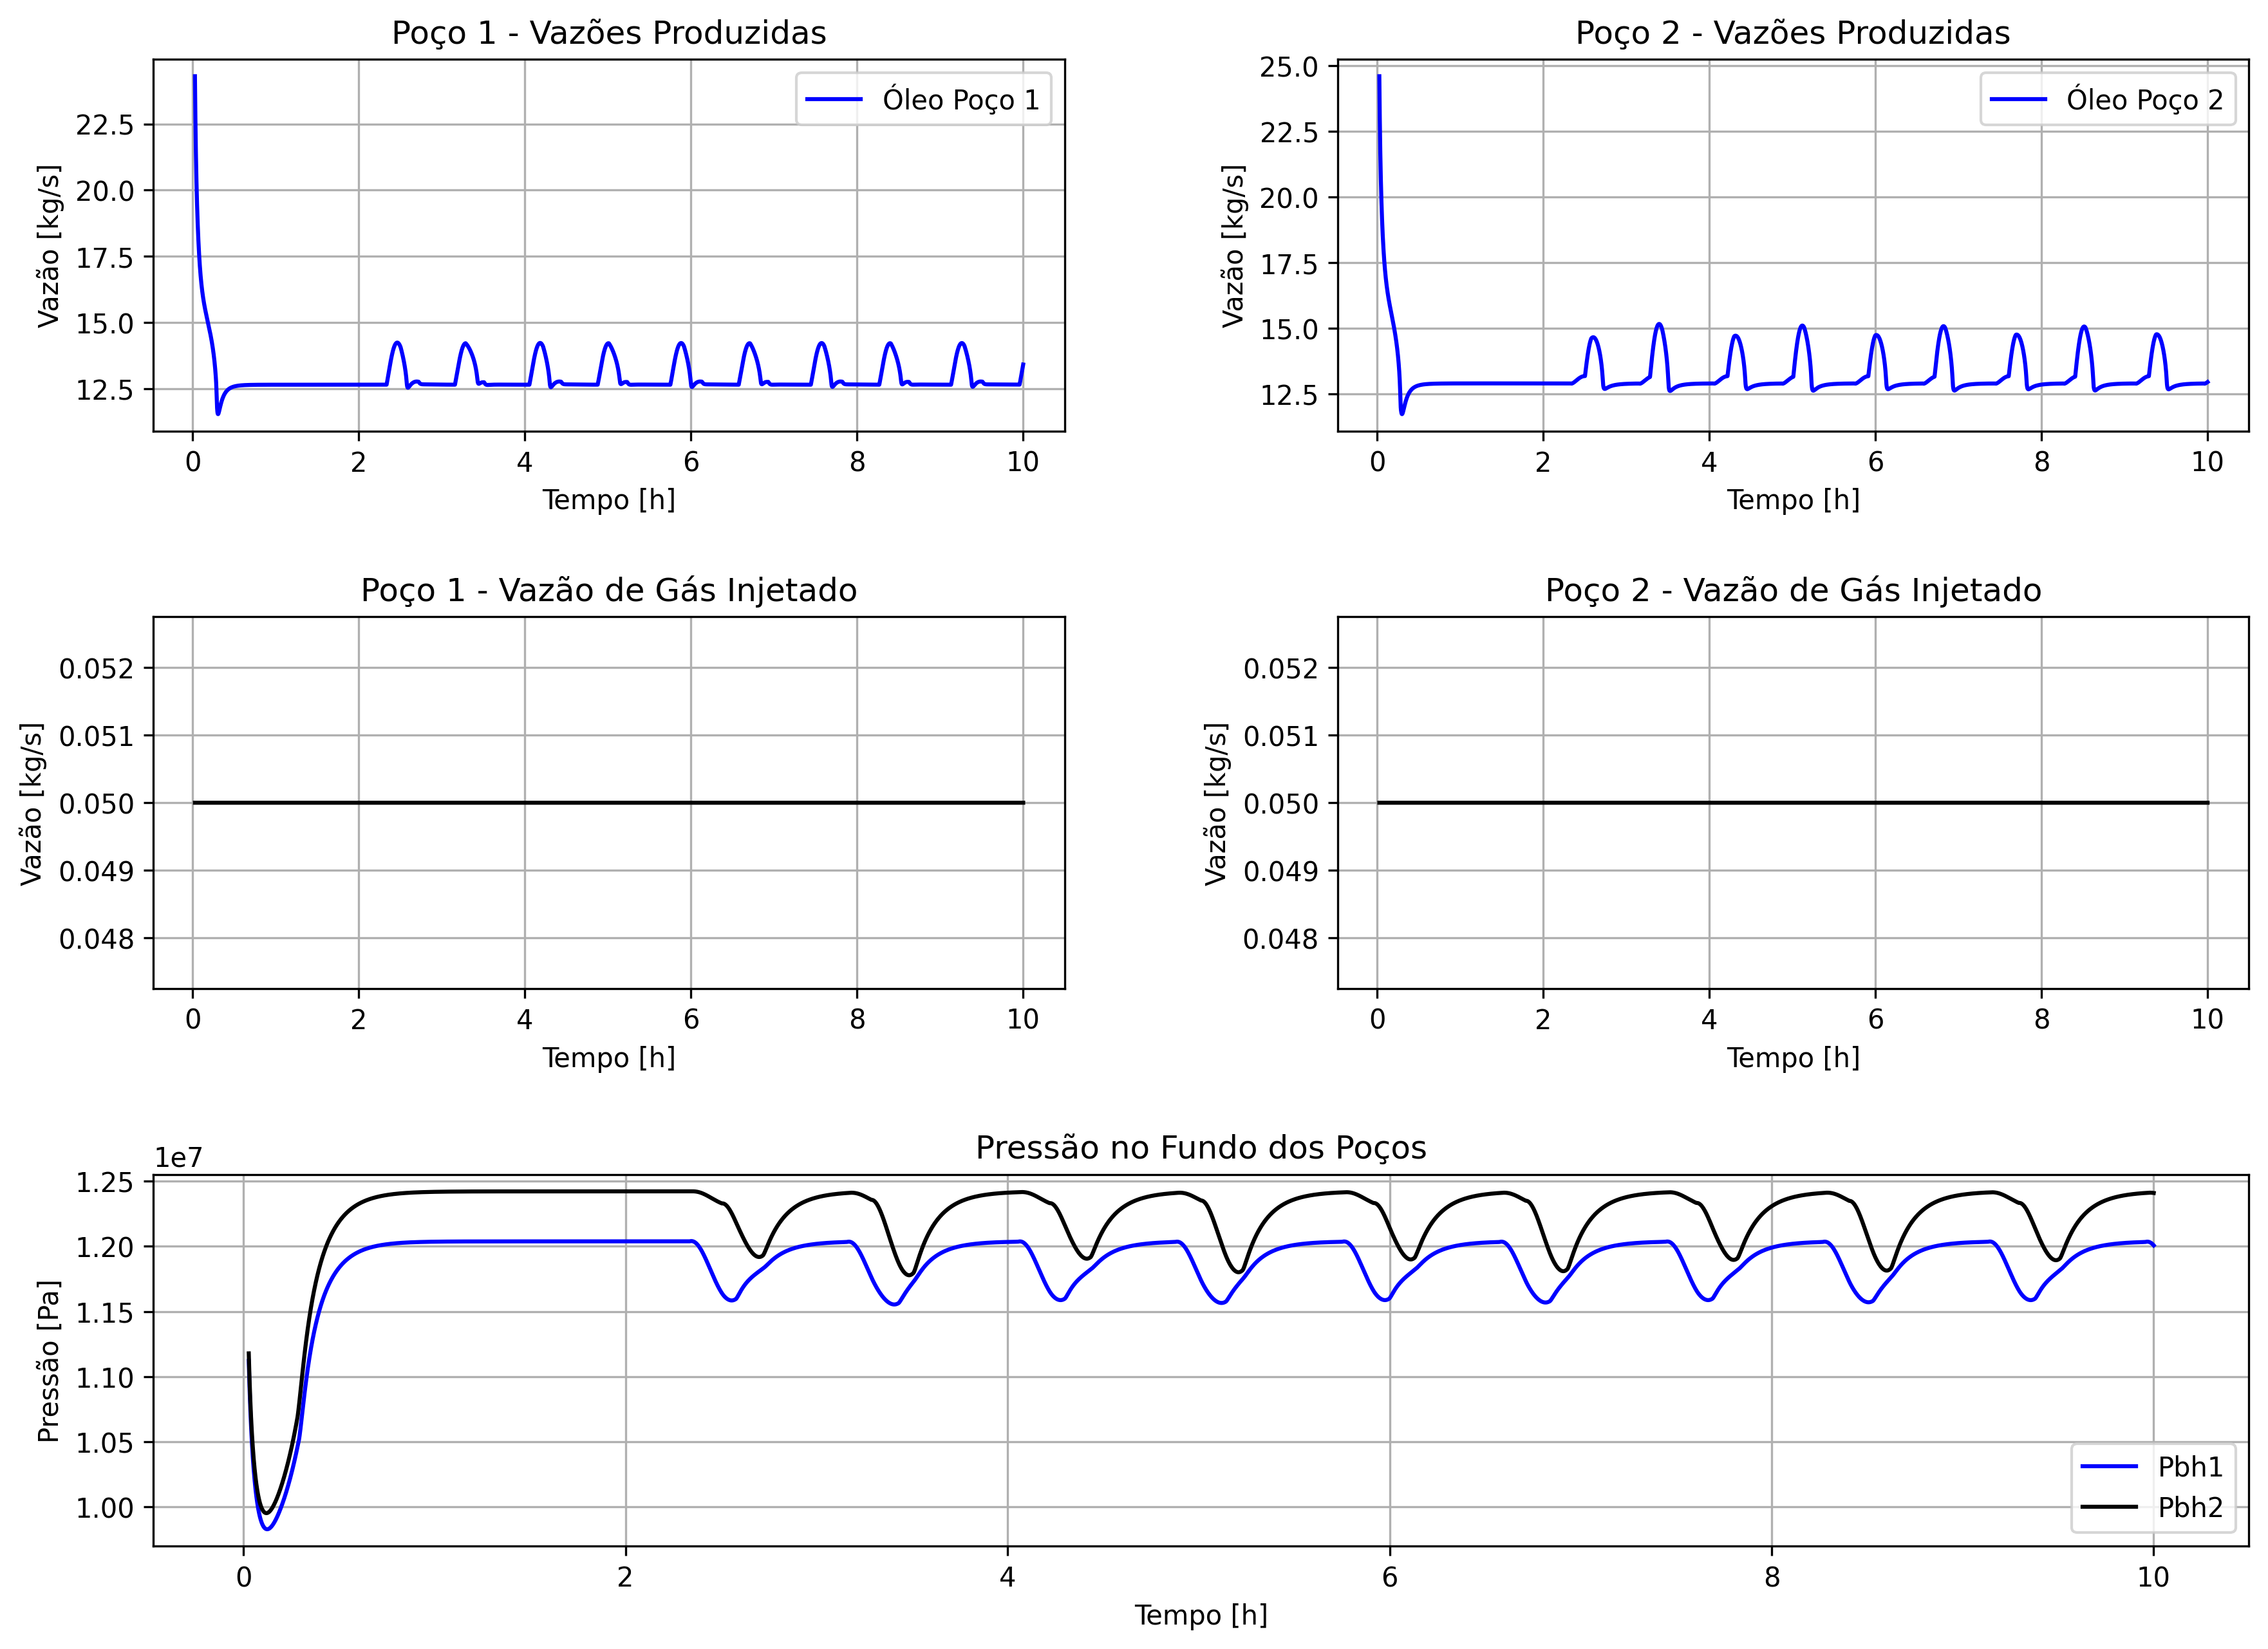 Poço 1 - Vazões Produzidas
Vazão [kg/s]
22.5
20.0
17.5
15.0
12.5
Óleo Poço 1
0 2 4 6 8 10
Tempo [h]
Poço 2 - Vazões Produzidas
Vazão [kg/s]
25.0
22.5
20.0
17.5
15.0
12.5
Óleo Poço 2
0 2 4 6 8 10
Tempo [h]
Poço 1 - Vazão de Gás Injetado
Vazão [kg/s]
0.052
0.051
0.050
0.049
0.048
0 2 4 6 8 10
Tempo [h]
Poço 2 - Vazão de Gás Injetado
Vazão [kg/s]
0.052
0.051
0.050
0.049
0.048
0 2 4 6 8 10
Tempo [h]
Pressão no Fundo dos Poços
1e7
Pressão [Pa]
1.25
1.20
1.15
1.10
1.05
1.00
Pbh1
Pbh2
0 2 4 6 8 10
Tempo [h]